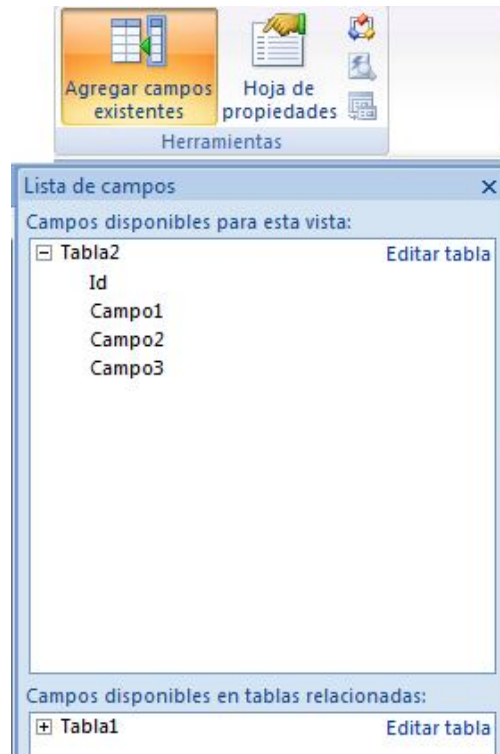 Agregar campos
existentes
Hoja de
propiedades
Herramientas
Lista de campos
Campos disponibles para esta vista:
Tabla2 Editar tabla
Id
Campo1
Campo2
Campo3
Campos disponibles en tablas relacionadas:
Tabla1 Editar tabla